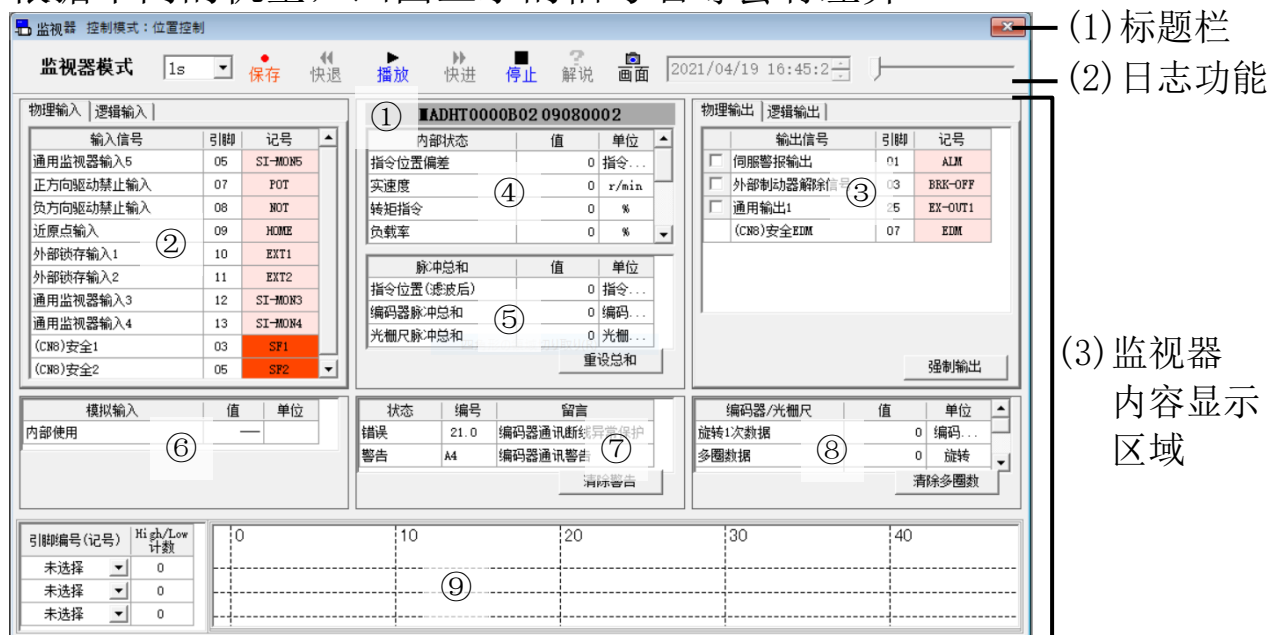 监视器 控制模式：位置控制
(1)标题栏
监视器模式 1s 保存 快退 播放 快进 停止 解说 画面 2021/04/19 16:45:2
(2)日志功能
物理输入 逻辑输入
输入信号 引脚 记号
通用监视器输入5 05 SI-MON5
正方向驱动禁止输入 07 POT
负方向驱动禁止输入 08 NOT
近原点输入 09 HOME
外部锁存输入1 10 EXT1
外部锁存输入2 11 EXT2
通用监视器输入3 12 SI-MON3
通用监视器输入4 13 SI-MON4
(CN8)安全1 03 SF1
(CN8)安全2 05 SF2
②
① MADHT0000B02 09080002
内部状态 值 单位
指令位置偏差 0 指令...
实速度 0 r/min
转矩指令 0 %
负载率 0 %
④
脉冲总和 值 单位
指令位置(滤波后) 0 指令...
编码器脉冲总和 0 编码...
光栅尺脉冲总和 0 光栅...
⑤
重设总和
物理输出 逻辑输出
输出信号 引脚 记号
伺服警报输出 01 ALM
外部制动器解除信号 03 BRK-OFF
通用输出1 25 EX-OUT1
(CN8)安全EDM 07 EDM
③
强制输出
(3)监视器
内容显示
区域
模拟输入 值 单位
内部使用 —
⑥
状态 编号 留言
错误 21.0 编码器通讯断线异常保护
警告 A4 编码器通讯警告
⑦
清除警告
编码器/光栅尺 值 单位
旋转1次数据 0 编码...
多圈数据 0 旋转
⑧
清除多圈数
引脚编号(记号) High/Low
计数
未选择 0
未选择 0
未选择 0
0 10 20 30 40
⑨